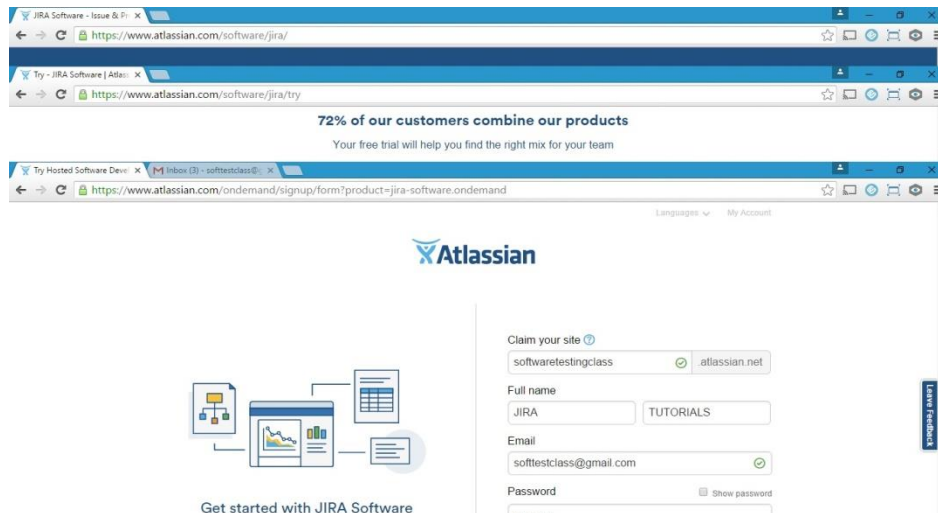 JIRA Software - Issue & Pr
https://www.atlassian.com/software/jira/
Try - JIRA Software | Atlas
https://www.atlassian.com/software/jira/try
72% of our customers combine our products
Your free trial will help you find the right mix for your team
Try Hosted Software Deve
Inbox (3) - softtestclass@g
https://www.atlassian.com/ondemand/signup/form?product=jira-software.ondemand
Languages My Account
Atlassian
Claim your site
softwaretestingclass .atlassian.net
Full name
JIRA TUTORIALS
Email
softtestclass@gmail.com
Password Show password
Get started with JIRA Software
Leave Feedback